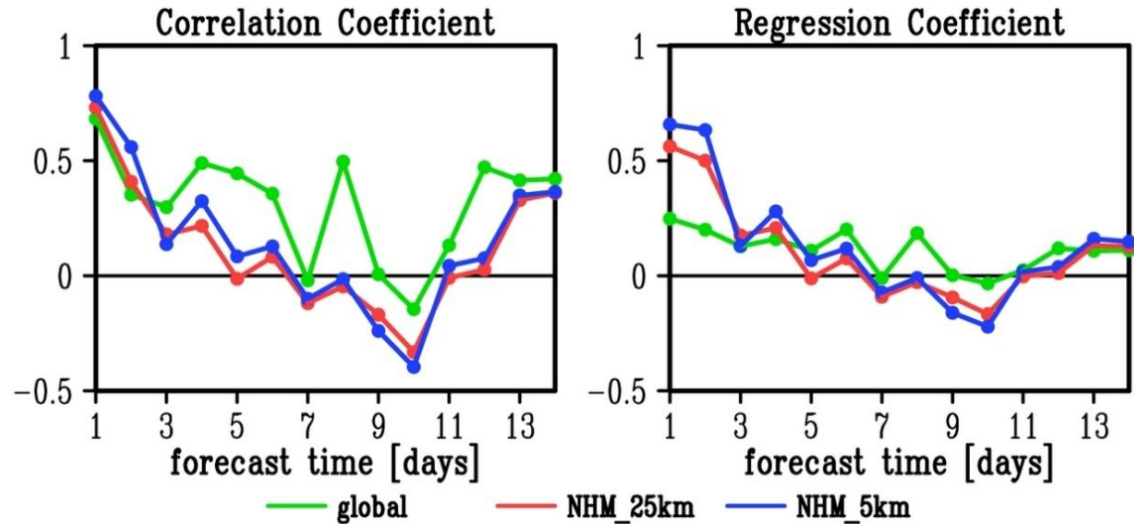 Correlation Coefficient
1
0.5
0
−0.5
1 3 5 7 9 11 13
forecast time [days]
Regression Coefficient
1
0.5
0
−0.5
1 3 5 7 9 11 13
forecast time [days]
global NHM_25km NHM_5km